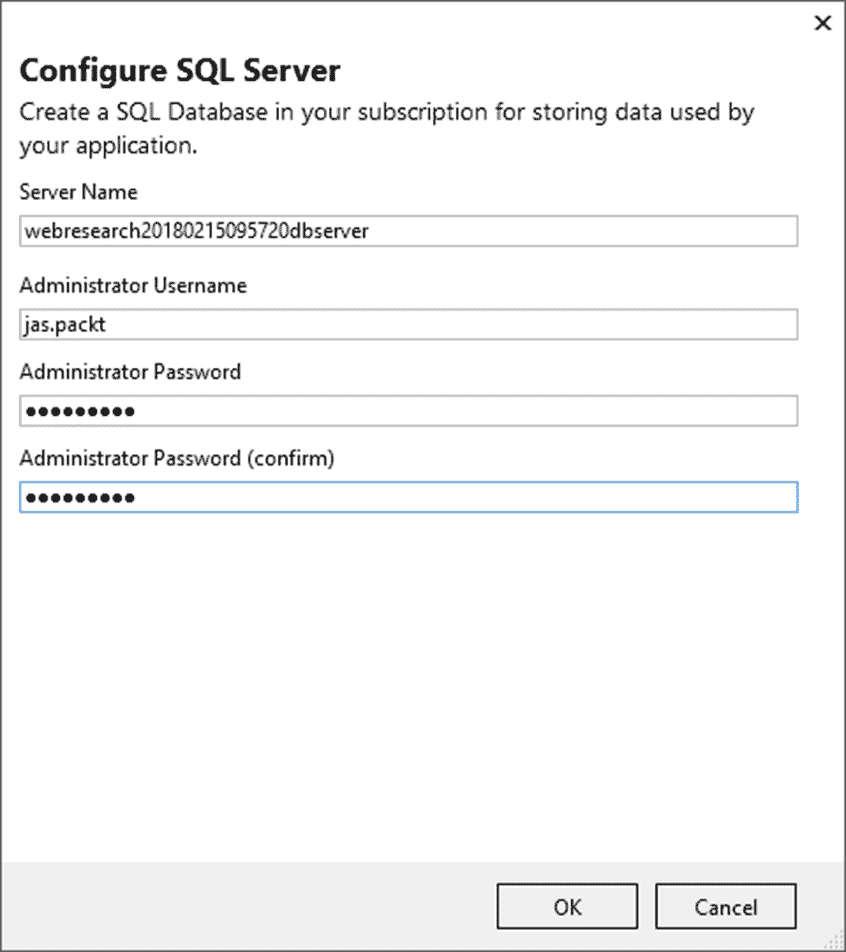 Configure SQL Server
Create a SQL Database in your subscription for storing data used by
your application.
Server Name
webresearch20180215095720dbserver
Administrator Username
jas.packt
Administrator Password
●●●●●●●●●
Administrator Password (confirm)
●●●●●●●●●
OK
Cancel